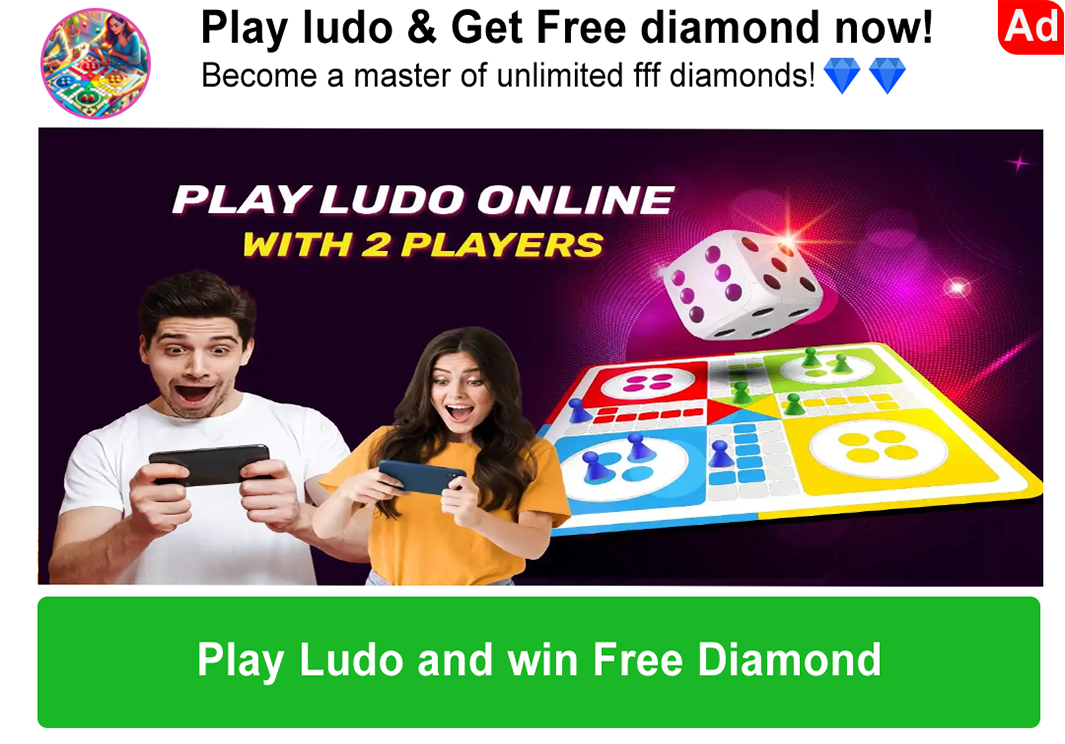 Play ludo & Get Free diamond now!
Ad
Become a master of unlimited fff diamonds!
PLAY LUDO ONLINE
WITH 2 PLAYERS
Play Ludo and win Free Diamond